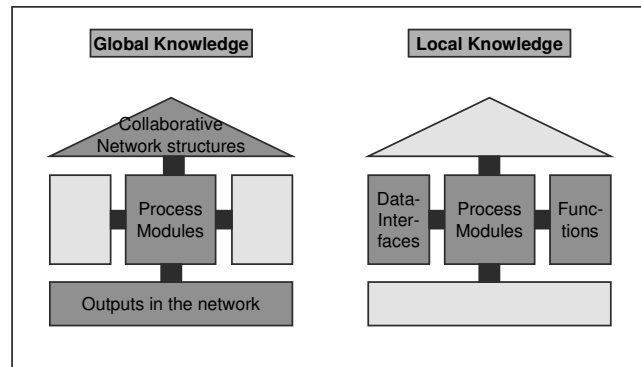 Global Knowledge
Collaborative
Network structures
Process
Modules
Outputs in the network
Local Knowledge
Data-
Inter-
faces
Process
Modules
Func-
tions